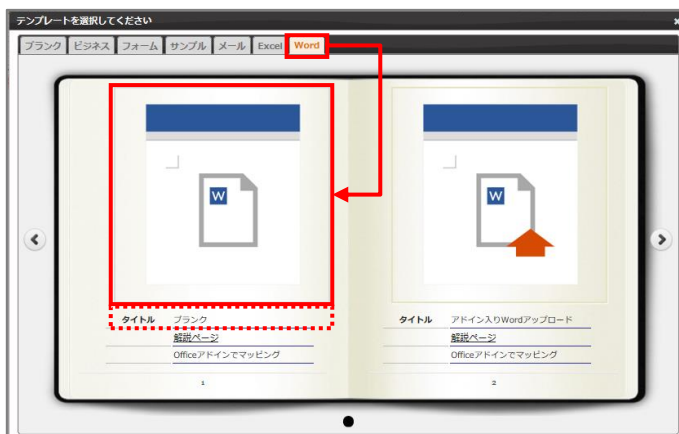 テンプレートを選択してください
ブランク ビジネス フォーム サンプル メール Excel Word
W
W
タイトル ブランク
解説ページ
Officeアドインでマッピング
1
タイトル アドイン入りWordアップロード
解説ページ
Officeアドインでマッピング
2